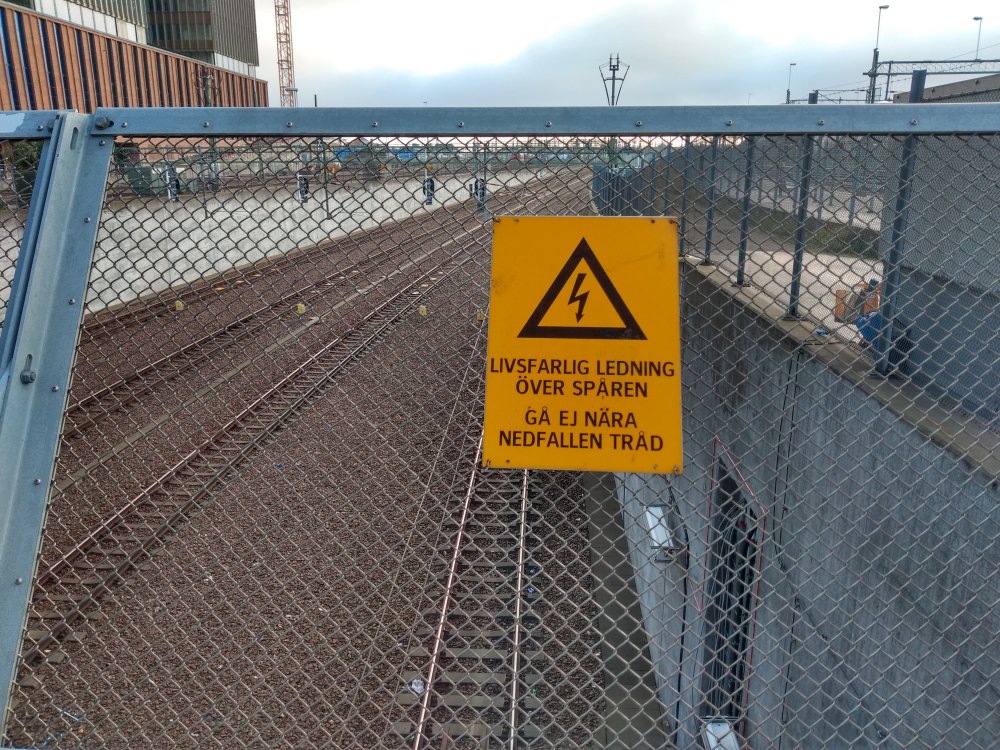 LIVSFARLIG LEDNING
ÖVER SPÅREN
GÅ EJ NÄRA
NEDFALLEN TRÅD